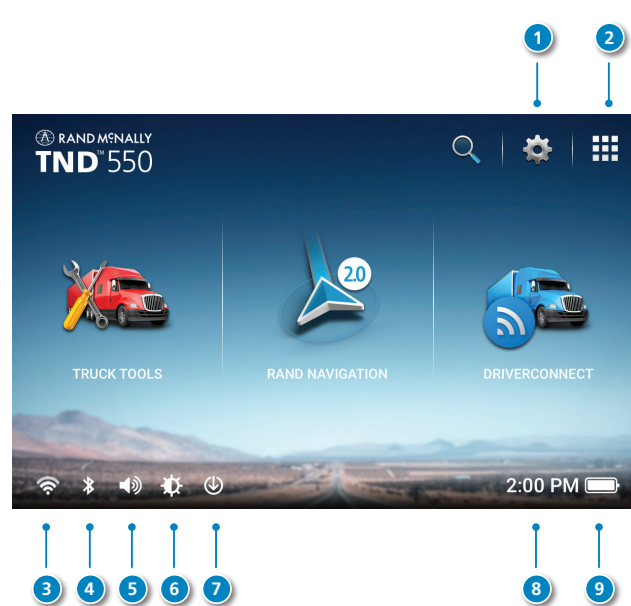 1 2
RAND MCNALLY
TND™ 550
2.0
TRUCK TOOLS RAND NAVIGATION DRIVERCONNECT
2:00 PM
3 4 5 6 7 8 9